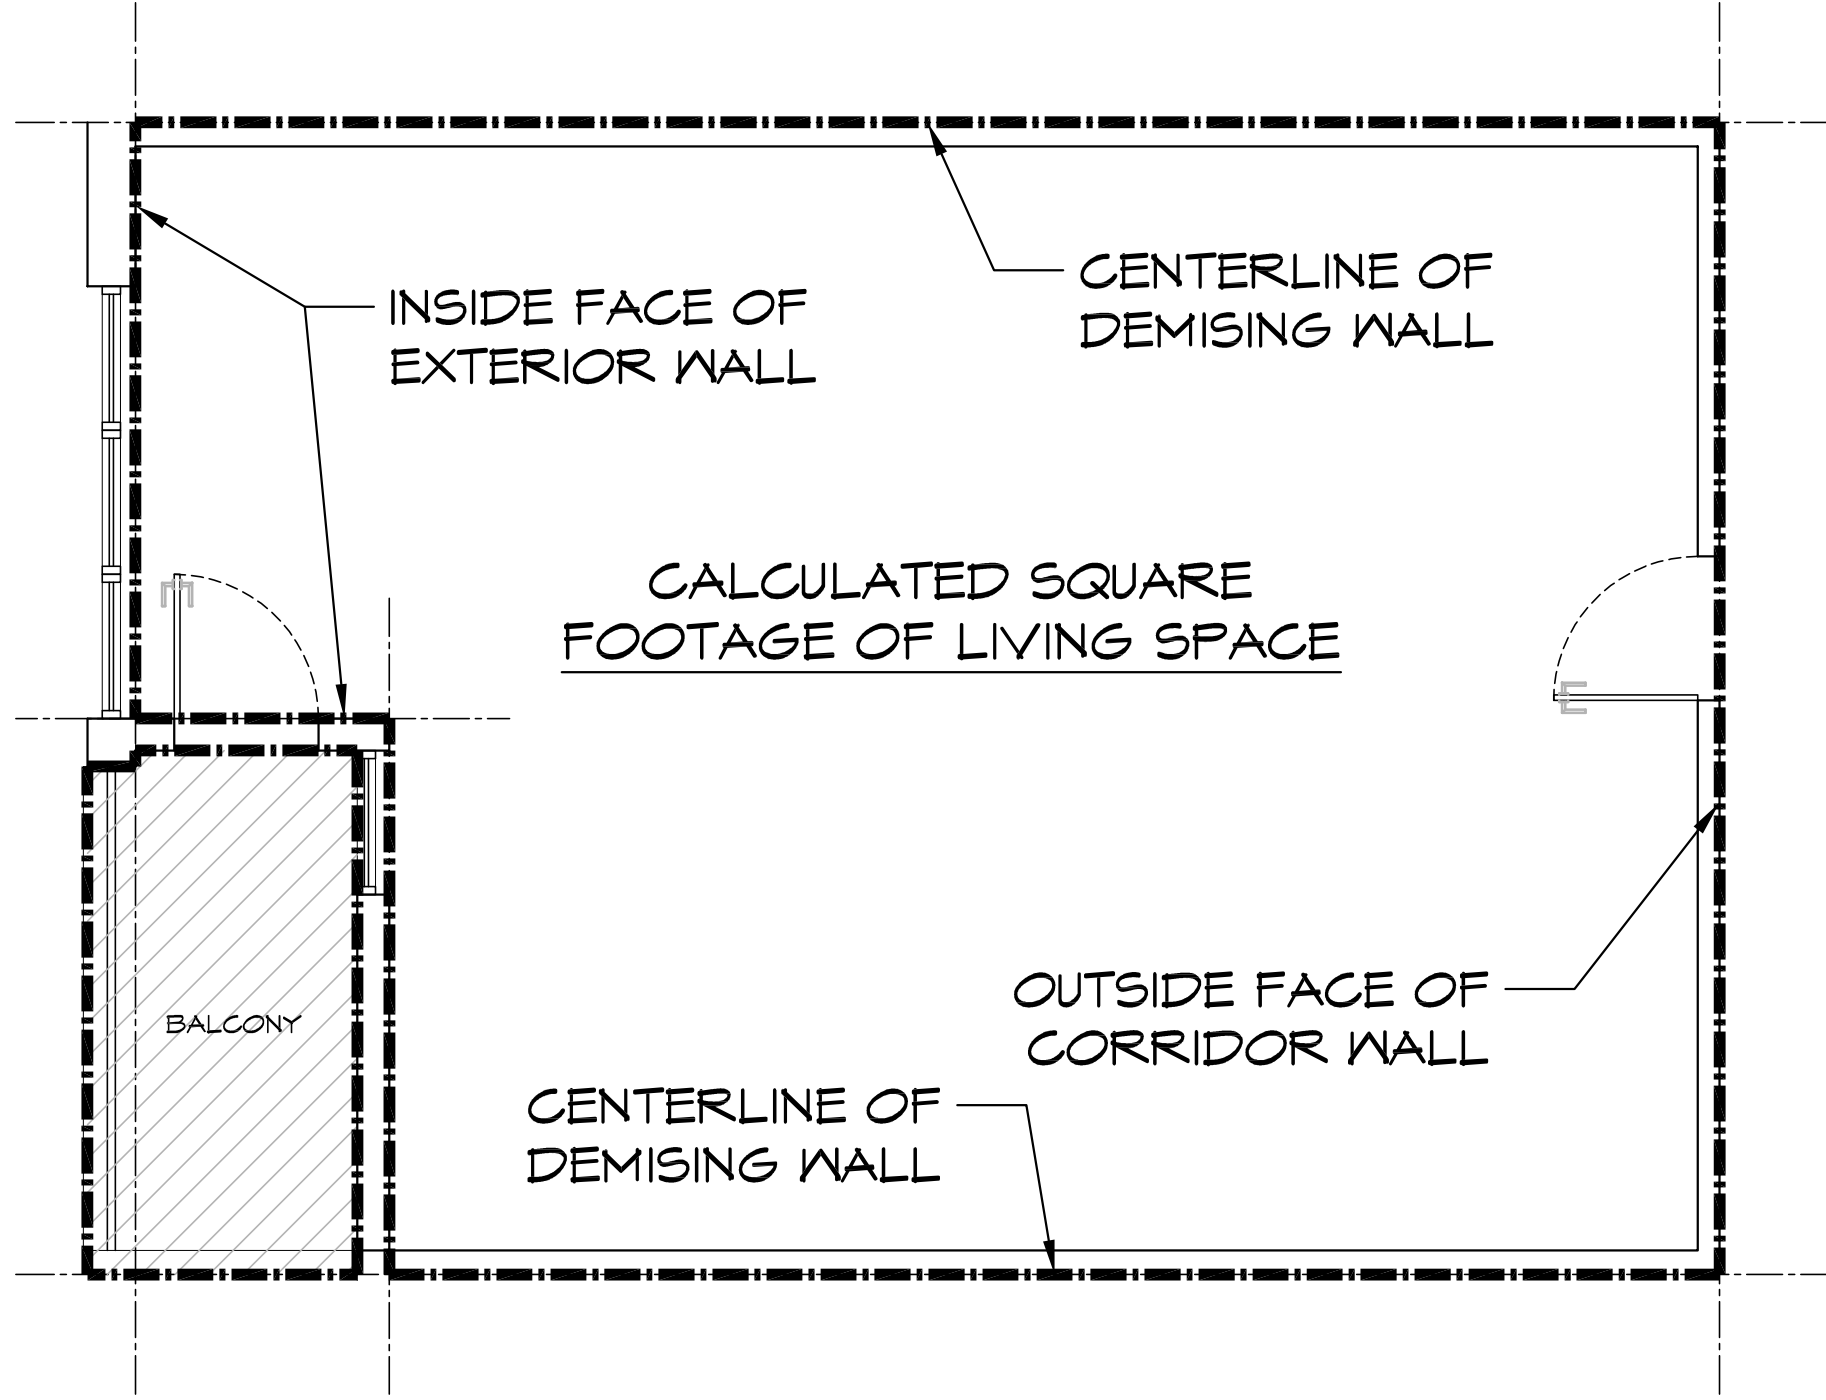 CENTERLINE OF
DEMISING WALL
INSIDE FACE OF
EXTERIOR WALL
CALCULATED SQUARE
FOOTAGE OF LIVING SPACE
OUTSIDE FACE OF
CORRIDOR WALL
BALCONY
CENTERLINE OF
DEMISING WALL